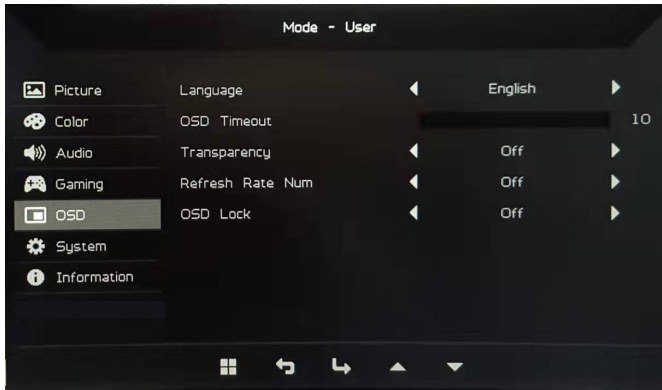 Mode - User
Picture
Language English
Color
OSD Timeout 10
Audio
Transparency Off
Gaming
Refresh Rate Num Off
OSD
OSD Lock Off
System
Information